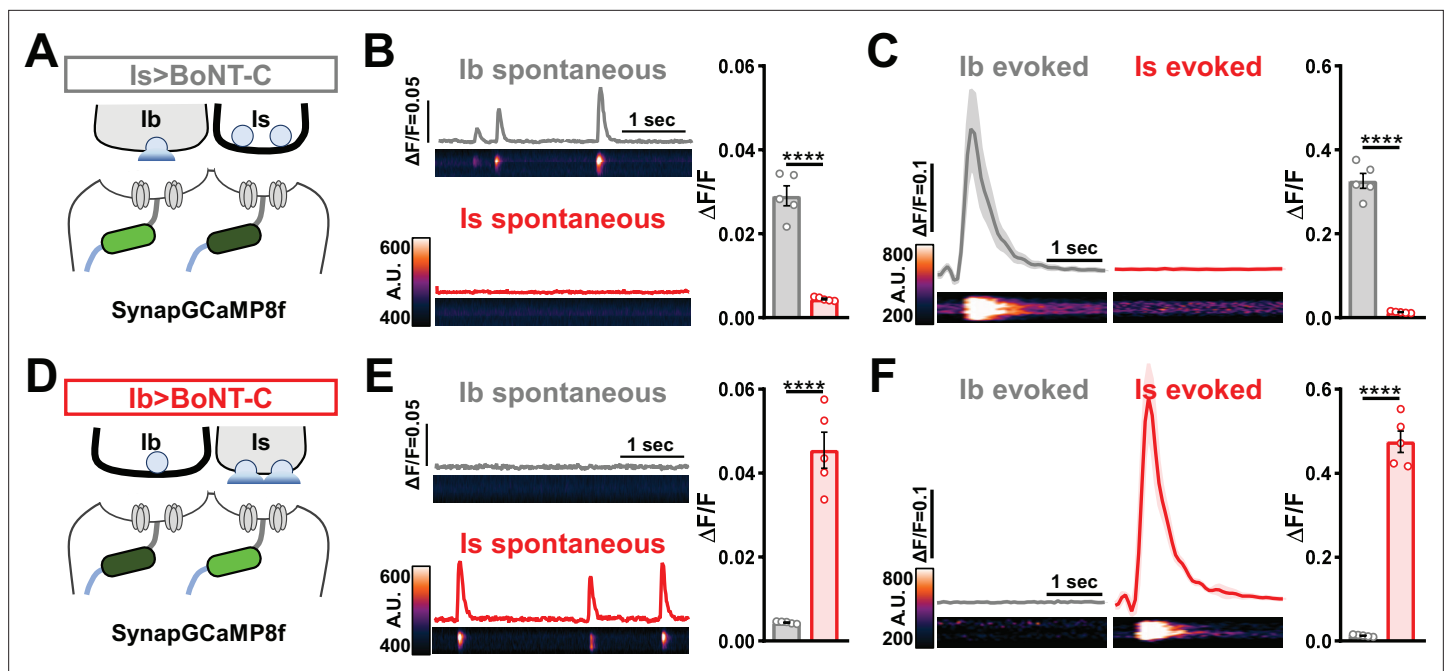 A
Is>BoNT-C
Ib
Is
SynapGCaMP8f
B
Ib spontaneous
ΔF/F=0.05
1 sec
Is spontaneous
600
A.U.
400
0.06
0.04
0.02
0.00
ΔF/F
****
C
Ib evoked
Is evoked
ΔF/F=0.1
1 sec
800
A.U.
200
0.6
0.4
0.2
0.0
ΔF/F
****
D
Ib>BoNT-C
Ib
Is
SynapGCaMP8f
E
Ib spontaneous
ΔF/F=0.05
1 sec
Is spontaneous
600
A.U.
400
0.06
0.04
0.02
0.00
ΔF/F
****
F
Ib evoked
Is evoked
ΔF/F=0.1
1 sec
800
A.U.
200
0.6
0.4
0.2
0.0
ΔF/F
****